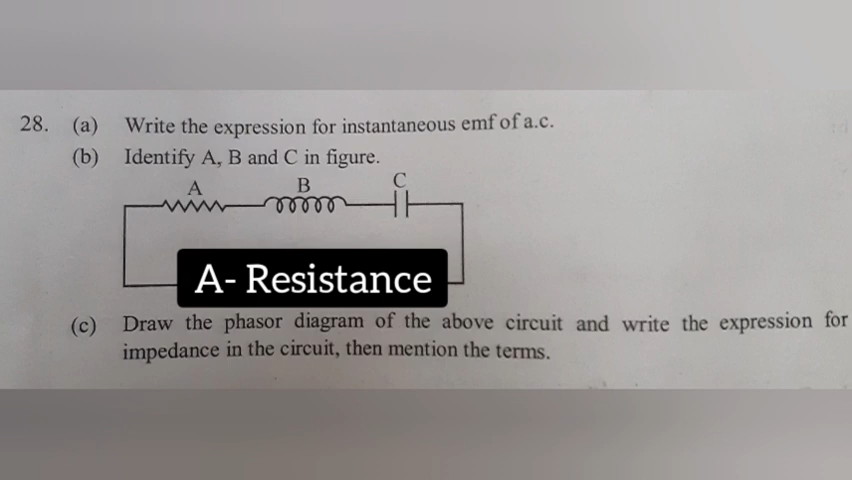 28. (a) Write the expression for instantaneous emf of a.c.
(b) Identify A, B and C in figure.
A B C
A- Resistance
(c) Draw the phasor diagram of the above circuit and write the expression for
impedance in the circuit, then mention the terms.